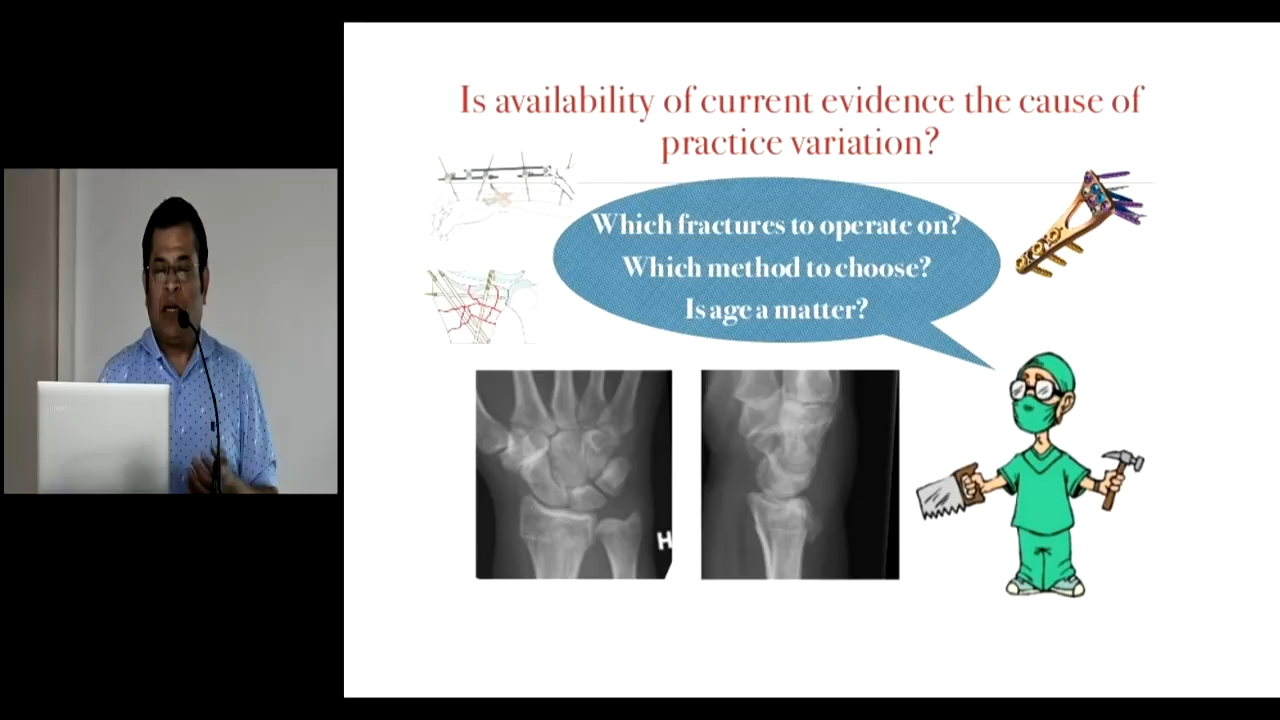 Is availability of current evidence the cause of
practice variation?
Which fractures to operate on?
Which method to choose?
Is age a matter?
H